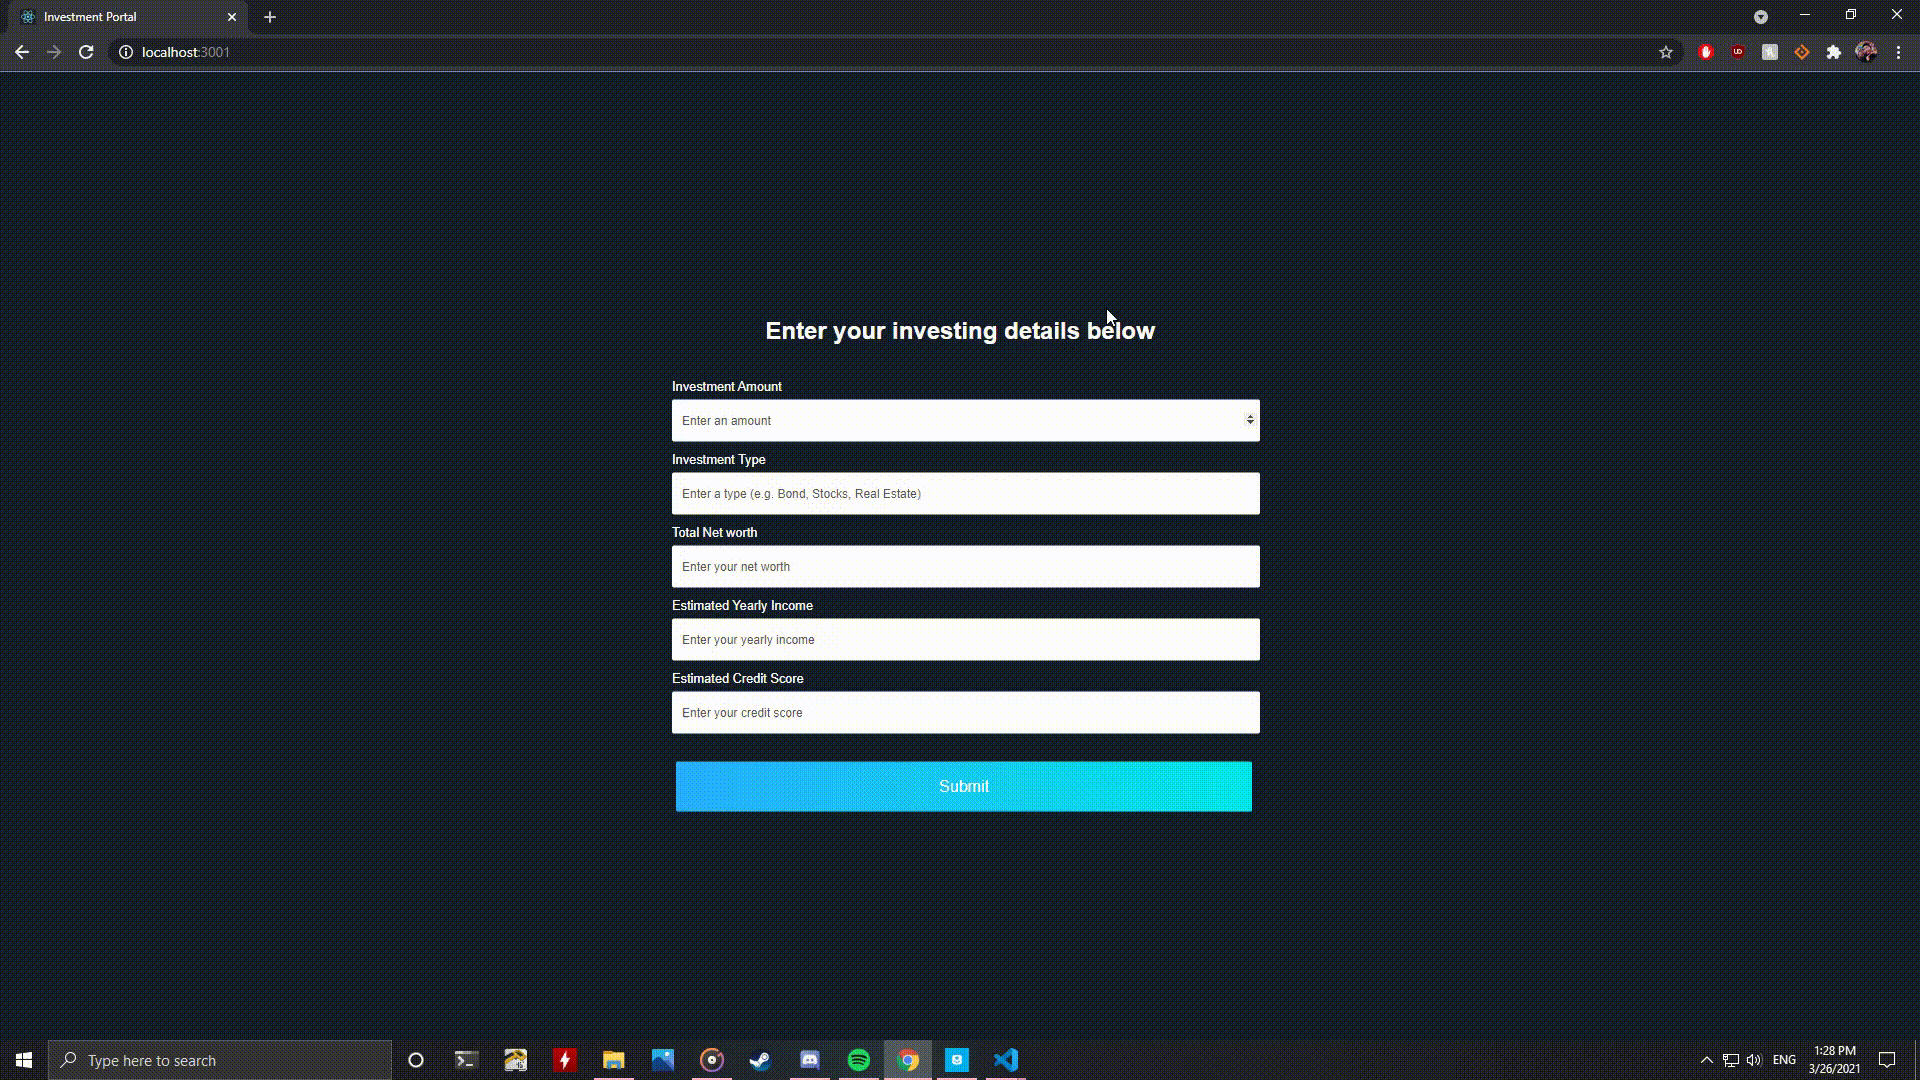 Investment Portal
localhost:3001
Enter your investing details below
Investment Amount
Enter an amount
Investment Type
Enter a type (e.g. Bond, Stocks, Real Estate)
Total Net worth
Enter your net worth
Estimated Yearly Income
Enter your yearly income
Estimated Credit Score
Enter your credit score
Submit
Type here to search
ENG
1:28 PM
3/26/2021